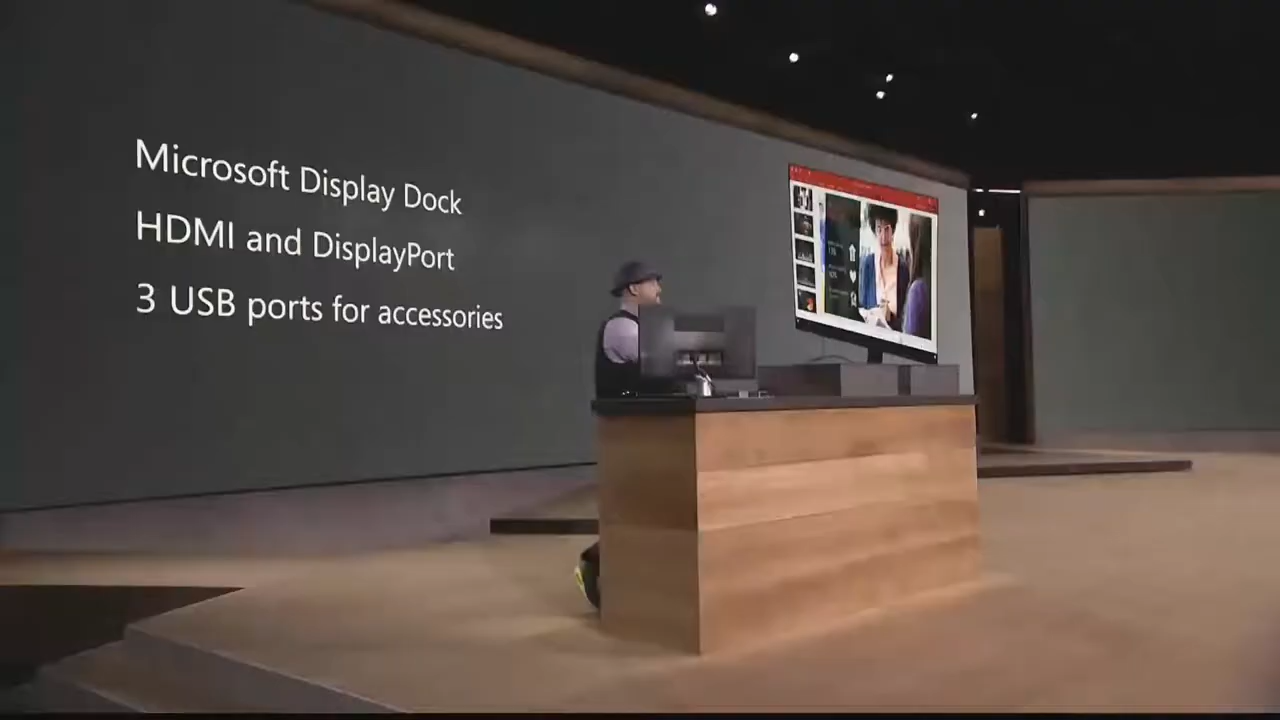 Microsoft Display Dock
HDMI and DisplayPort
3 USB ports for accessories